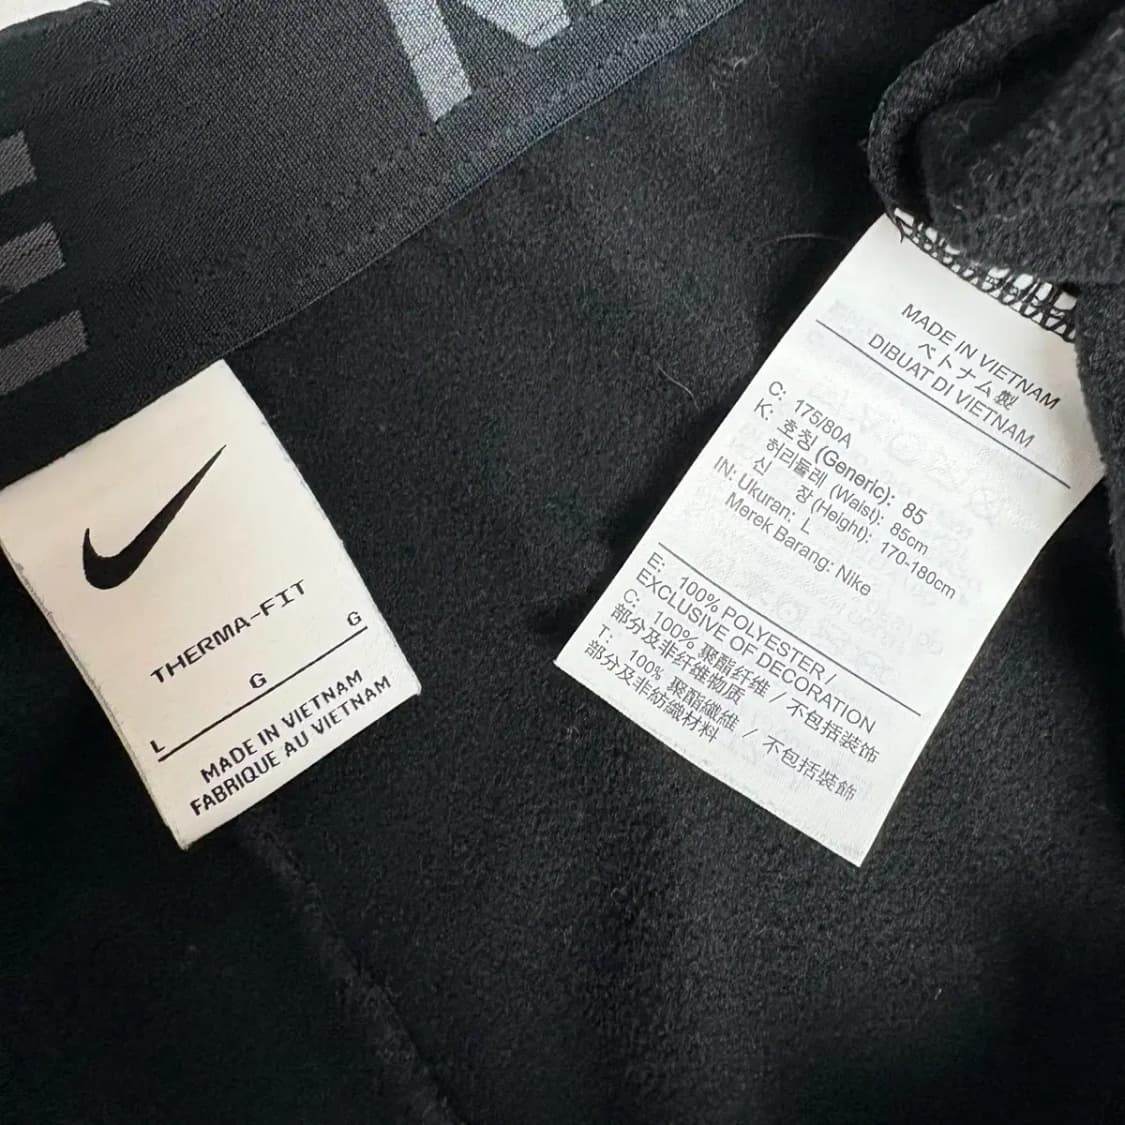 THERMA-FIT
L G G
MADE IN VIETNAM
FABRIQUE AU VIETNAM
MADE IN VIETNAM
ベトナム製
DIBUAT DI VIETNAM
C: 175/80A
K: 호칭 (Generic): 85
허리둘레 (Waist): 85cm
신 장 (Height): 170-180cm
IN: Ukuran: L
Merek Barang: Nike
E: 100% POLYESTER /
EXCLUSIVE OF DECORATION
C: 100% 聚酯纤维 / 不包括装饰
部分及非纤维物质
T: 100% 聚酯纖維 / 不包括裝飾
部分及非紡織材料